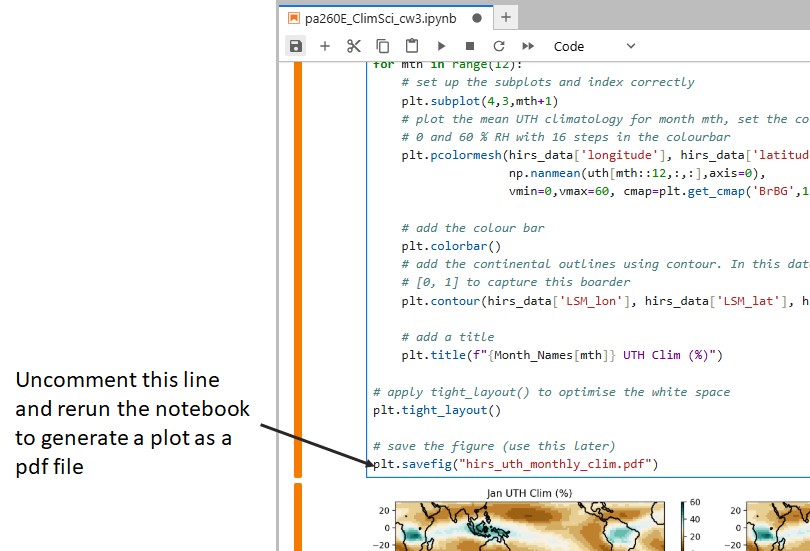 pa260E_ClimSci_cw3.ipynb
Code
for mth in range(12):
# set up the subplots and index correctly
plt.subplot(4,3,mth+1)
# plot the mean UTH climatology for month mth, set the co
# 0 and 60 % RH with 16 steps in the colourbar
plt.pcolormesh(hirs_data['longitude'], hirs_data['latitud
np.nanmean(uth[mth::12,:,:],axis=0),
vmin=0,vmax=60, cmap=plt.get_cmap('BrBG',1
# add the colour bar
plt.colorbar()
# add the continental outlines using contour. In this dat
# [0, 1] to capture this boarder
plt.contour(hirs_data['LSM_lon'], hirs_data['LSM_lat'], h
# add a title
plt.title(f"{Month_Names[mth]} UTH Clim (%)")
# apply tight_layout() to optimise the white space
plt.tight_layout()
# save the figure (use this later)
plt.savefig("hirs_uth_monthly_clim.pdf")
Uncomment this line
and rerun the notebook
to generate a plot as a
pdf file
Jan UTH Clim (%)
20
0
−20
60
40
20
20
0
−20